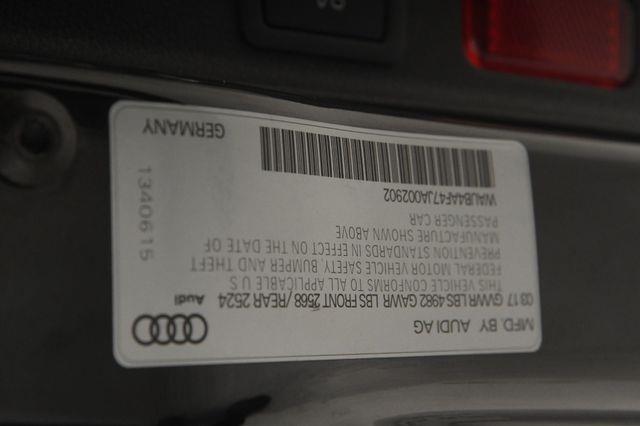 MFD. BY AUDI AG
03 17 GVWR LBS 4982 GAWR LBS FRONT 2568 / REAR 2524
Audi
THIS VEHICLE CONFORMS TO ALL APPLICABLE U S
FEDERAL MOTOR VEHICLE SAFETY, BUMPER AND THEFT
PREVENTION STANDARDS IN EFFECT ON THE DATE OF
MANUFACTURE SHOWN ABOVE
PASSENGER CAR
WAUB4AF47JA002902
GERMANY
1340615